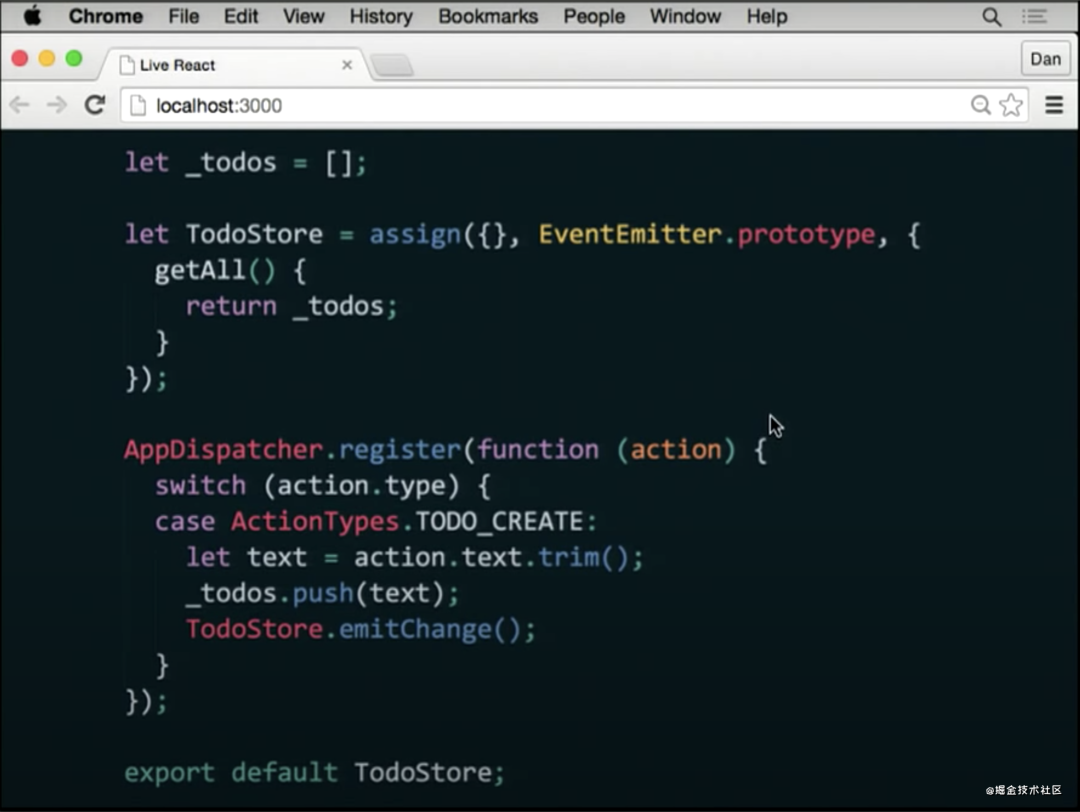 Chrome File Edit View History Bookmarks People Window Help
Live React
Dan
localhost:3000
let _todos = [];
let TodoStore = assign({}, EventEmitter.prototype, {
getAll() {
return _todos;
}
});
AppDispatcher.register(function (action) {
switch (action.type) {
case ActionTypes.TODO_CREATE:
let text = action.text.trim();
_todos.push(text);
TodoStore.emitChange();
}
});
export default TodoStore;
@掘金技术社区